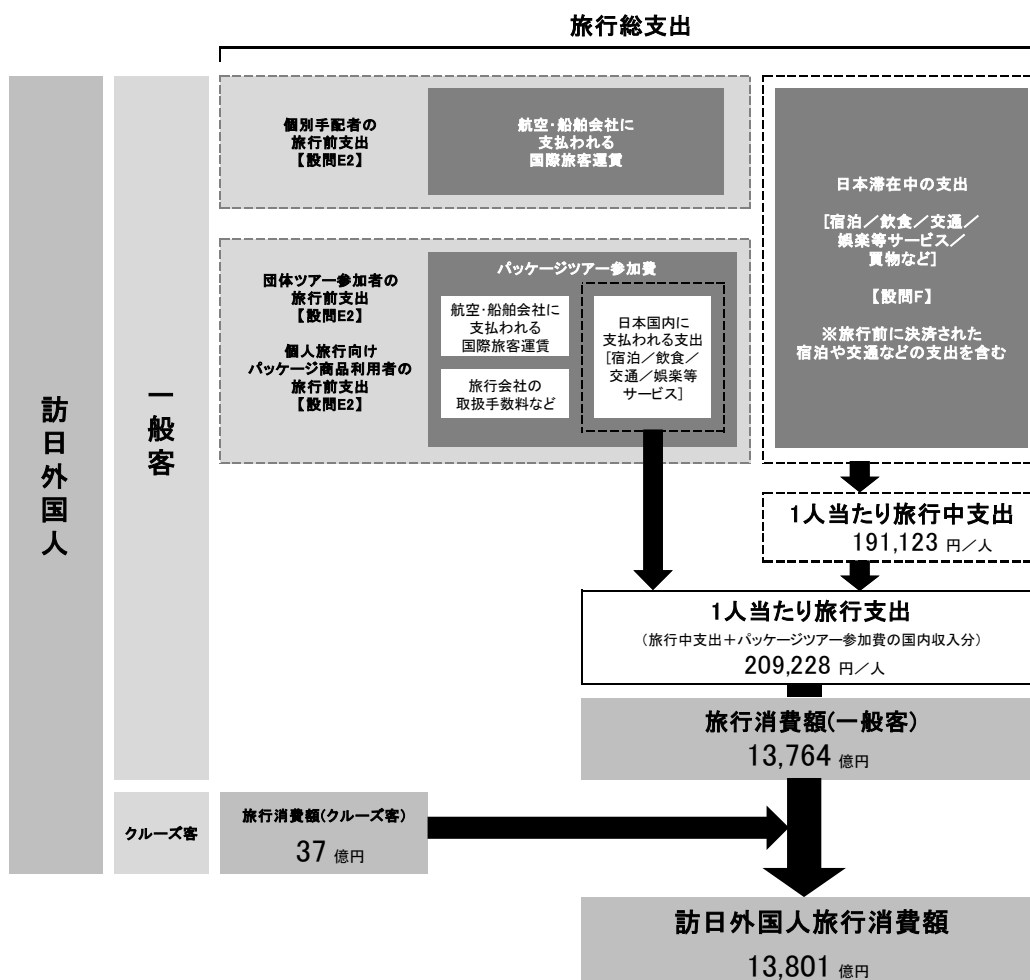 旅行総支出
訪日外国人
一般客
個別手配者の
旅行前支出
【設問E2】
航空・船舶会社に
支払われる
国際旅客運賃
団体ツアー参加者の
旅行前支出
【設問E2】
個人旅行向け
パッケージ商品利用者の
旅行前支出
【設問E2】
パッケージツアー参加費
航空・船舶会社に
支払われる
国際旅客運賃
旅行会社の
取扱手数料など
日本国内に
支払われる支出
[宿泊／飲食／
交通／娯楽等
サービス]
日本滞在中の支出
[宿泊／飲食／交通／
娯楽等サービス／
買物など]
【設問F】
※旅行前に決済された
宿泊や交通などの支出を含む
1人当たり旅行中支出
191,123 円／人
1人当たり旅行支出
（旅行中支出＋パッケージツアー参加費の国内収入分）
209,228 円／人
旅行消費額(一般客)
13,764 億円
クルーズ客
旅行消費額(クルーズ客)
37 億円
訪日外国人旅行消費額
13,801 億円